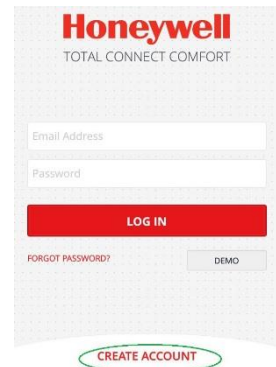 Honeywell
TOTAL CONNECT COMFORT
Email Address
Password
LOG IN
FORGOT PASSWORD?
DEMO
CREATE ACCOUNT